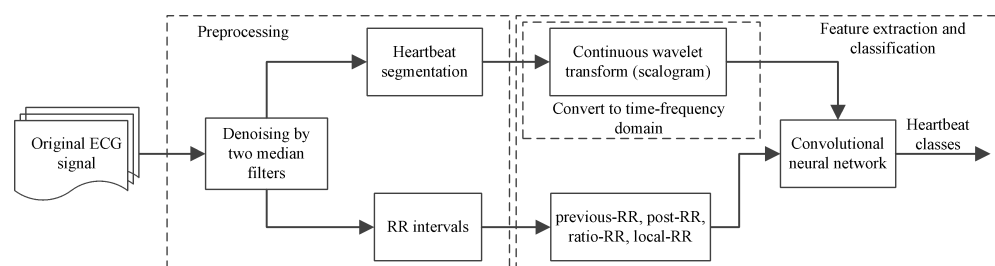 Preprocessing
Feature extraction and
classification
Heartbeat
segmentation
Continuous wavelet
transform (scalogram)
Convert to time-frequency
domain
Original ECG
signal
Denoising by
two median
filters
Convolutional
neural network
Heartbeat
classes
RR intervals
previous-RR, post-RR,
ratio-RR, local-RR